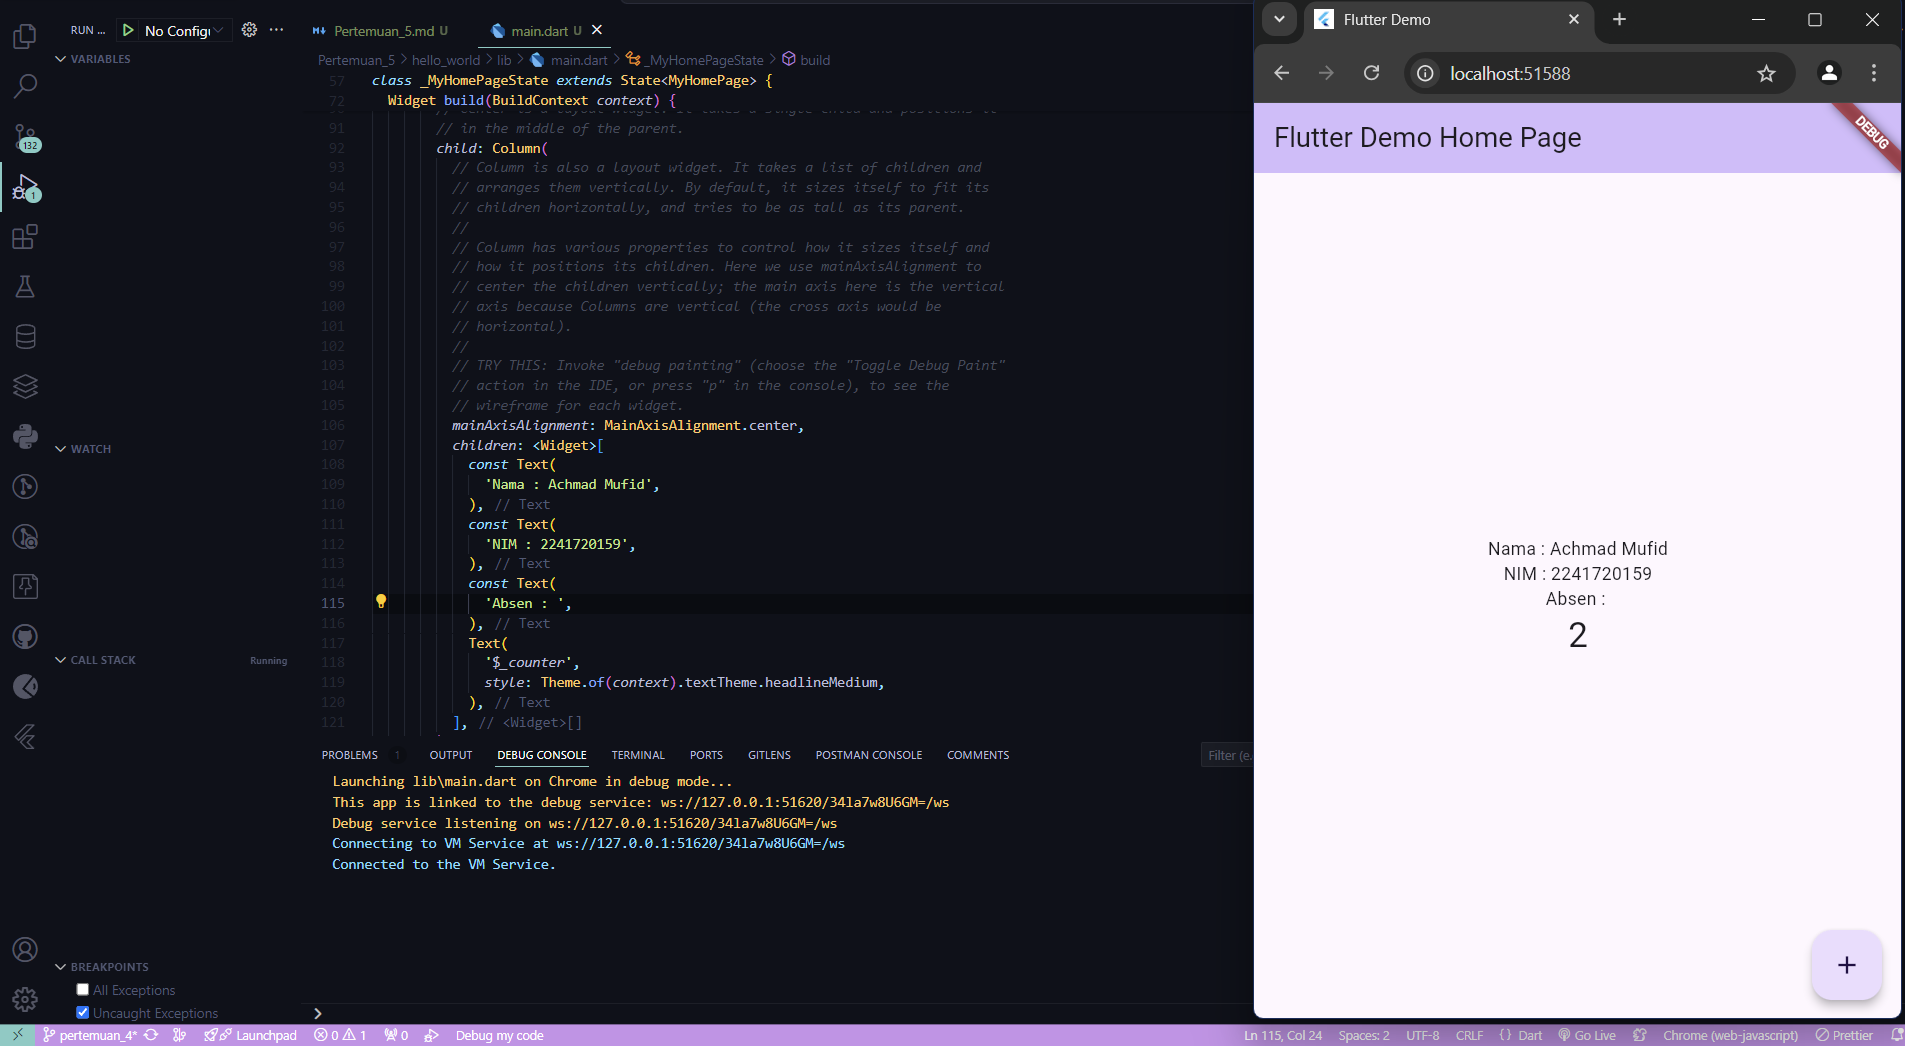 RUN ...
No Config
VARIABLES
WATCH
CALL STACK
Running
BREAKPOINTS
All Exceptions
Uncaught Exceptions
132
1
Pertemuan_5.md U
main.dart U
Pertemuan_5 > hello_world > lib > main.dart > _MyHomePageState > build
57 class _MyHomePageState extends State<MyHomePage> {
72 Widget build(BuildContext context) {
91 // in the middle of the parent.
92 child: Column(
93 // Column is also a layout widget. It takes a list of children and
94 // arranges them vertically. By default, it sizes itself to fit its
95 // children horizontally, and tries to be as tall as its parent.
96 //
97 // Column has various properties to control how it sizes itself and
98 // how it positions its children. Here we use mainAxisAlignment to
99 // center the children vertically; the main axis here is the vertical
100 // axis because Columns are vertical (the cross axis would be
101 // horizontal).
102 //
103 // TRY THIS: Invoke "debug painting" (choose the "Toggle Debug Paint"
104 // action in the IDE, or press "p" in the console), to see the
105 // wireframe for each widget.
106 mainAxisAlignment: MainAxisAlignment.center,
107 children: <Widget>[
108 const Text(
109 'Nama : Achmad Mufid',
110 ), // Text
111 const Text(
112 'NIM : 2241720159',
113 ), // Text
114 const Text(
115 'Absen : ',
116 ), // Text
117 Text(
118 '$_counter',
119 style: Theme.of(context).textTheme.headlineMedium,
120 ), // Text
121 ], // <Widget>[]
PROBLEMS 1 OUTPUT DEBUG CONSOLE TERMINAL PORTS GITLENS POSTMAN CONSOLE COMMENTS Filter (e.
Launching lib\main.dart on Chrome in debug mode...
This app is linked to the debug service: ws://127.0.0.1:51620/34la7w8U6GM=/ws
Debug service listening on ws://127.0.0.1:51620/34la7w8U6GM=/ws
Connecting to VM Service at ws://127.0.0.1:51620/34la7w8U6GM=/ws
Connected to the VM Service.
Flutter Demo
localhost:51588
Flutter Demo Home Page
DEBUG
Nama : Achmad Mufid
NIM : 2241720159
Absen :
2
+
pertemuan_4* Launchpad 0 1 0 Debug my code Ln 115, Col 24 Spaces: 2 UTF-8 CRLF { } Dart Go Live Chrome (web-javascript) Prettier